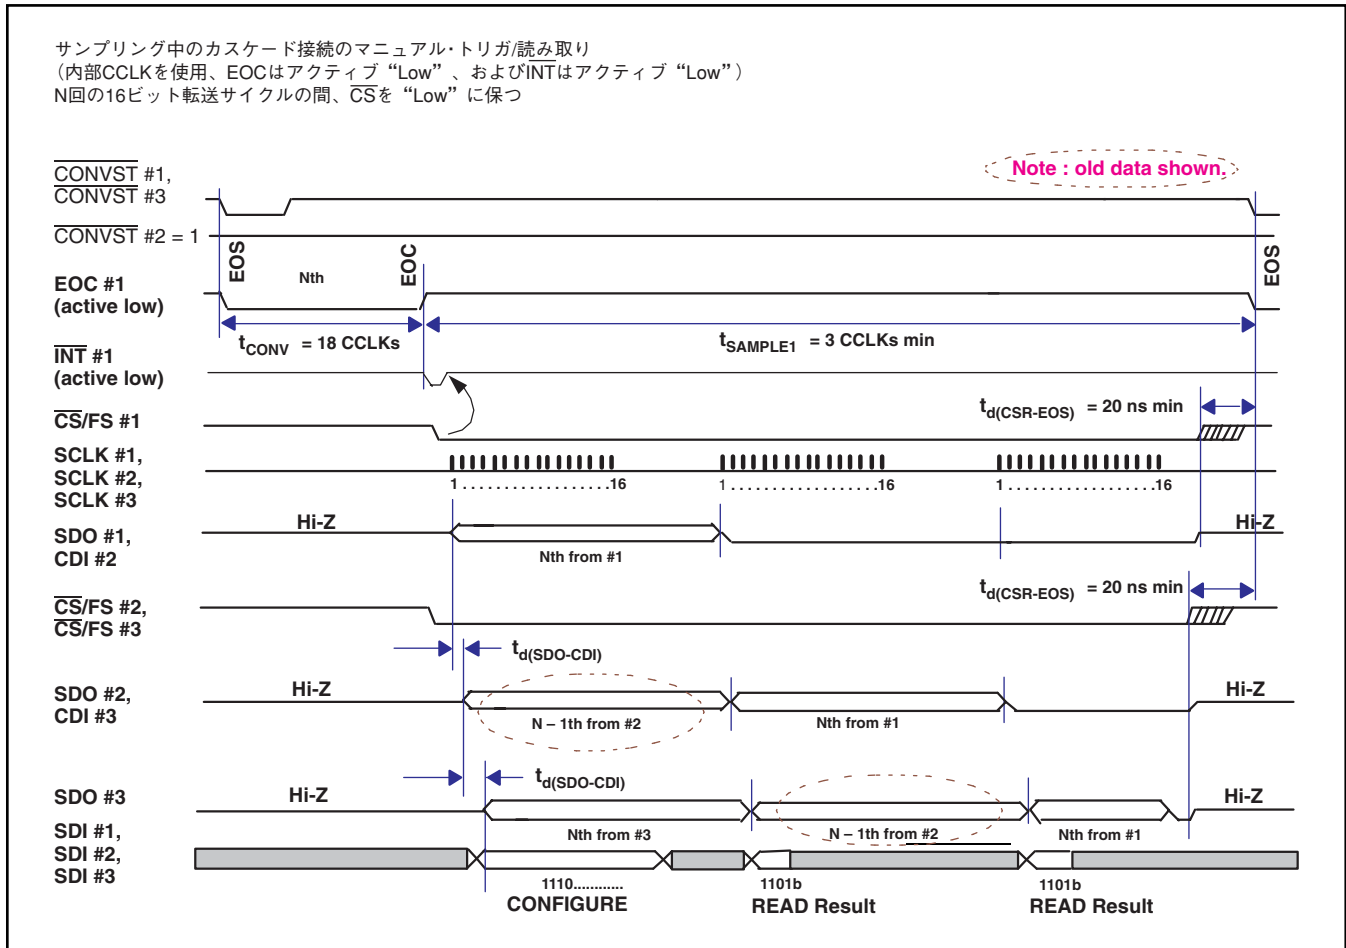 サンプリング中のカスケード接続のマニュアル・トリガ/読み取り
(内部CCLKを使用、EOCはアクティブ“Low”、およびINTはアクティブ“Low”)
N回の16ビット転送サイクルの間、CSを“Low”に保つ
Note : old data shown.
CONVST #1,
CONVST #3
CONVST #2 = 1
EOS
EOC
EOS
EOC #1
(active low)
Nth
tCONV = 18 CCLKs
tSAMPLE1 = 3 CCLKs min
INT #1
(active low)
td(CSR-EOS) = 20 ns min
CS/FS #1
SCLK #1,
SCLK #2,
SCLK #3
1 . . . . . . . . . . . . . . . . . .16
1 . . . . . . . . . . . . . . . . . .16
1 . . . . . . . . . . . . . . . . . .16
SDO #1,
CDI #2
Hi-Z
Nth from #1
Hi-Z
td(CSR-EOS) = 20 ns min
CS/FS #2,
CS/FS #3
td(SDO-CDI)
SDO #2,
CDI #3
Hi-Z
N – 1th from #2
Nth from #1
Hi-Z
td(SDO-CDI)
SDO #3
Hi-Z
Nth from #3
N – 1th from #2
Nth from #1
Hi-Z
SDI #1,
SDI #2,
SDI #3
1110............
CONFIGURE
1101b
READ Result
1101b
READ Result